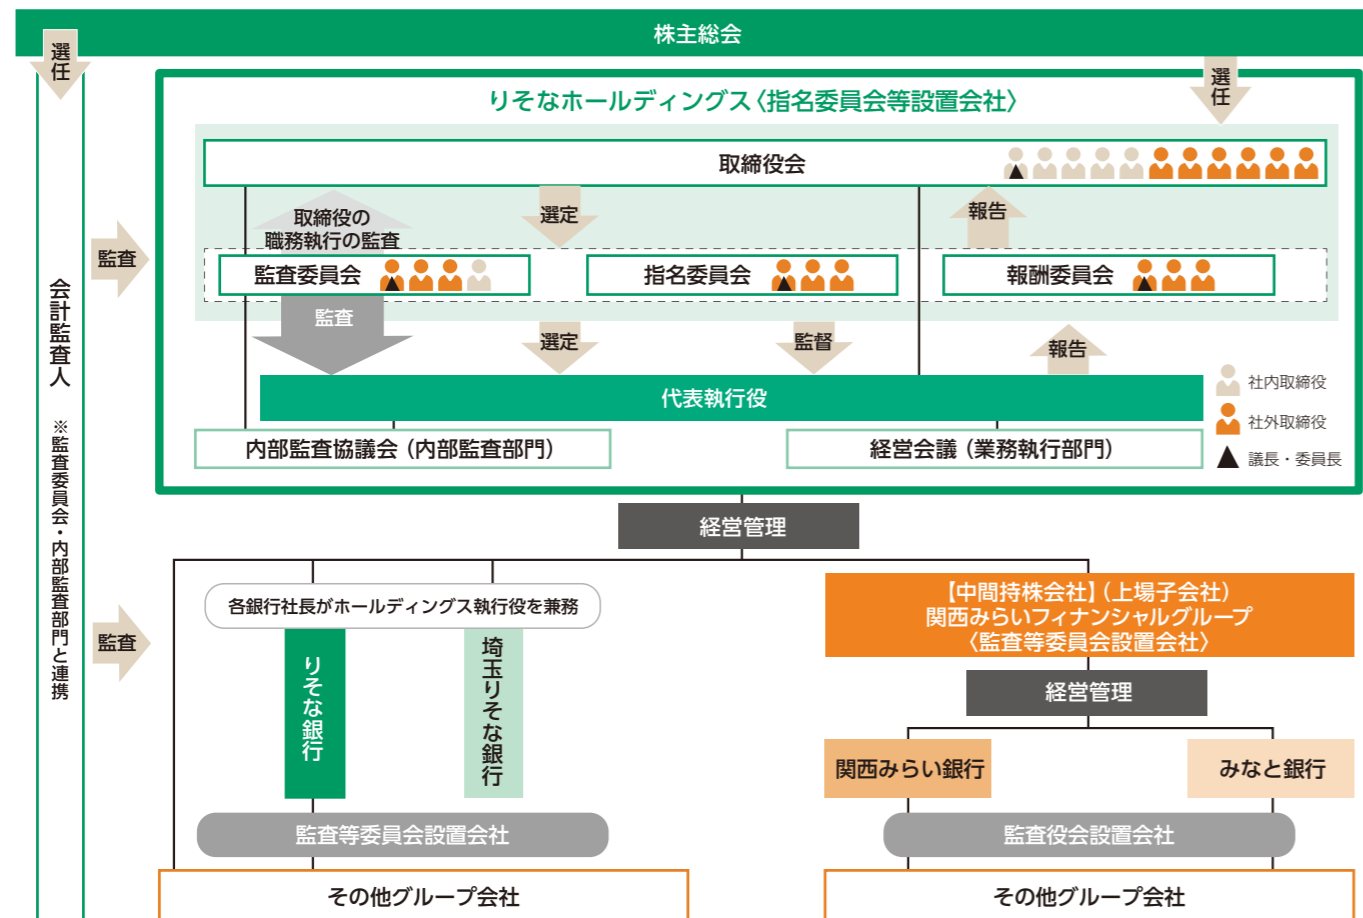 株主総会
選任
選任
りそなホールディングス〈指名委員会等設置会社〉
取締役会
取締役の
職務執行の監査
選定
報告
監査
監査委員会
指名委員会
報酬委員会
監査
選定
監督
報告
代表執行役
社内取締役
社外取締役
議長・委員長
内部監査協議会（内部監査部門）
経営会議（業務執行部門）
会計監査人
※監査委員会・内部監査部門と連携
経営管理
各銀行社長がホールディングス執行役を兼務
【中間持株会社】（上場子会社）
関西みらいフィナンシャルグループ
〈監査等委員会設置会社〉
監査
りそな銀行
埼玉りそな銀行
経営管理
関西みらい銀行
みなと銀行
監査等委員会設置会社
監査役会設置会社
その他グループ会社
その他グループ会社